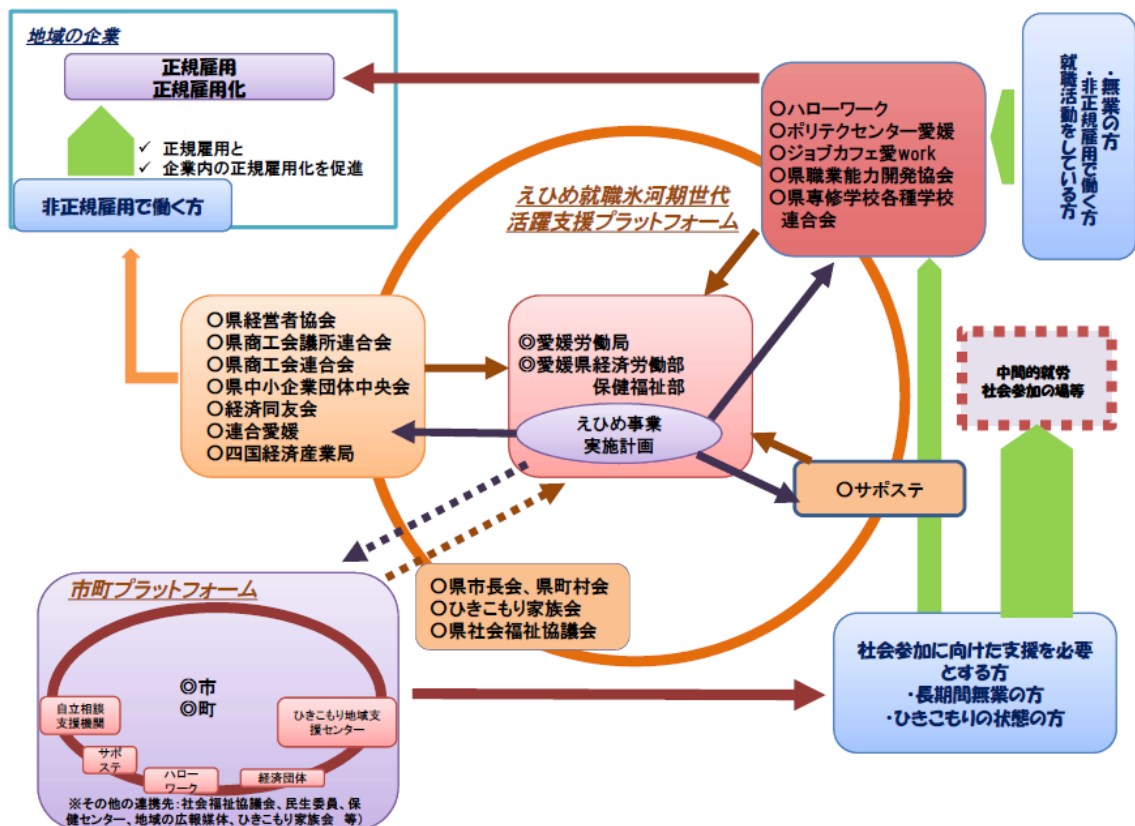 地域の企業
正規雇用
正規雇用化
✓ 正規雇用と
✓ 企業内の正規雇用化を促進
非正規雇用で働く方
えひめ就職氷河期世代
活躍支援プラットフォーム
○ハローワーク
○ポリテクセンター愛媛
○ジョブカフェ愛work
○県職業能力開発協会
○県専修学校各種学校
連合会
・無業の方
・非正規雇用で働く方
就職活動をしている方
○県経営者協会
○県商工会議所連合会
○県商工会連合会
○県中小企業団体中央会
○経済同友会
○連合愛媛
○四国経済産業局
◎愛媛労働局
◎愛媛県経済労働部
保健福祉部
えひめ事業
実施計画
中間的就労
社会参加の場等
○サポステ
○県市長会、県町村会
○ひきこもり家族会
○県社会福祉協議会
市町プラットフォーム
◎市
◎町
自立相談
支援機関
サポ
ステ
ハロー
ワーク
経済団体
ひきこもり地域支
援センター
※その他の連携先：社会福祉協議会、民生委員、保
健センター、地域の広報媒体、ひきこもり家族会 等）
社会参加に向けた支援を必要
とする方
・長期間無業の方
・ひきこもりの状態の方